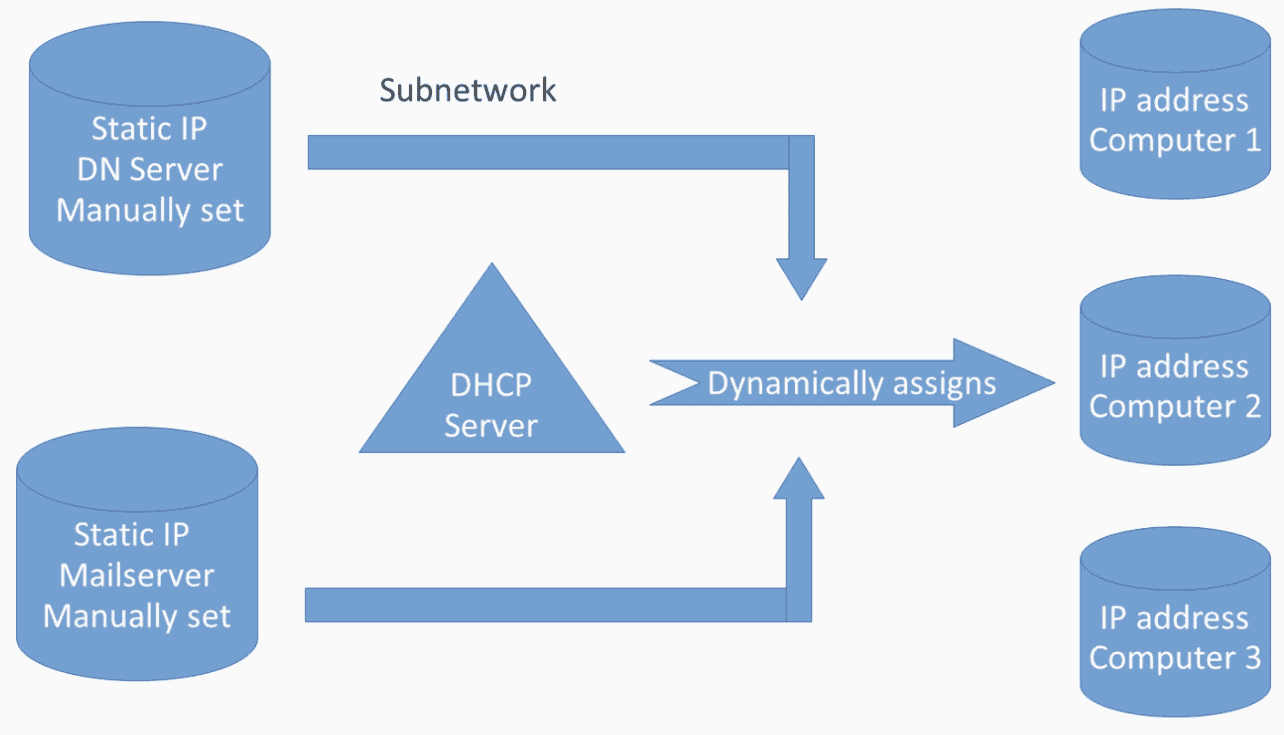 Static IP
DN Server
Manually set
Subnetwork
IP address
Computer 1
DHCP
Server
Dynamically assigns
IP address
Computer 2
Static IP
Mailserver
Manually set
IP address
Computer 3